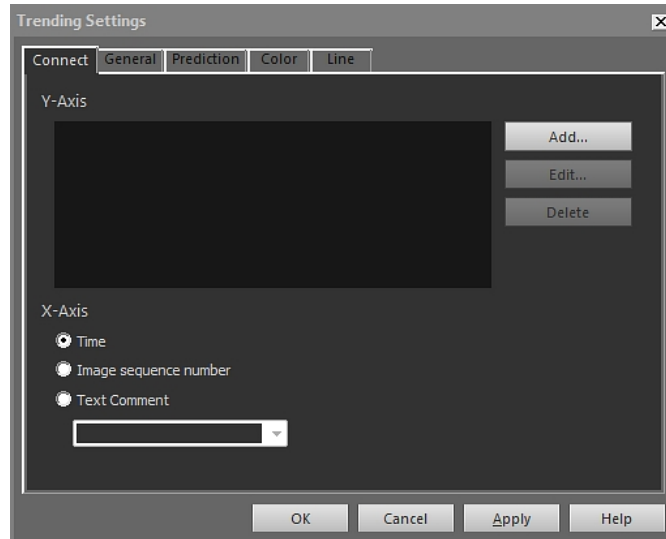 Trending Settings
Connect General Prediction Color Line
Y-Axis
Add...
Edit...
Delete
X-Axis
Time
Image sequence number
Text Comment
OK Cancel Apply Help